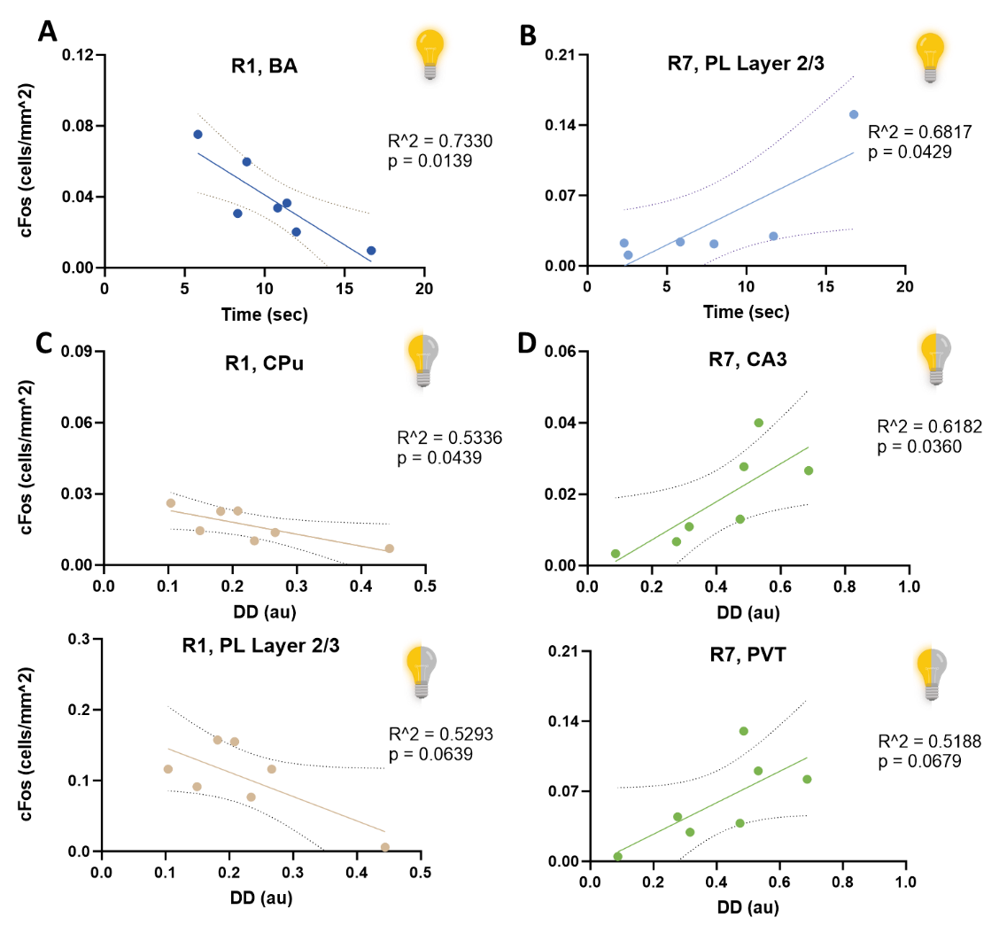 A
R1, BA
cFos (cells/mm^2)
0.12
0.08
0.04
0.00
R^2 = 0.7330
p = 0.0139
0 5 10 15 20
Time (sec)
B
R7, PL Layer 2/3
0.21
0.14
0.07
0.00
R^2 = 0.6817
p = 0.0429
0 5 10 15 20
Time (sec)
C
R1, CPu
cFos (cells/mm^2)
0.09
0.06
0.03
0.00
R^2 = 0.5336
p = 0.0439
0.0 0.1 0.2 0.3 0.4 0.5
DD (au)
D
R7, CA3
0.06
0.04
0.02
0.00
R^2 = 0.6182
p = 0.0360
0.0 0.2 0.4 0.6 0.8 1.0
DD (au)
R1, PL Layer 2/3
cFos (cells/mm^2)
0.3
0.2
0.1
0.0
R^2 = 0.5293
p = 0.0639
0.0 0.1 0.2 0.3 0.4 0.5
DD (au)
R7, PVT
0.21
0.14
0.07
0.00
R^2 = 0.5188
p = 0.0679
0.0 0.2 0.4 0.6 0.8 1.0
DD (au)